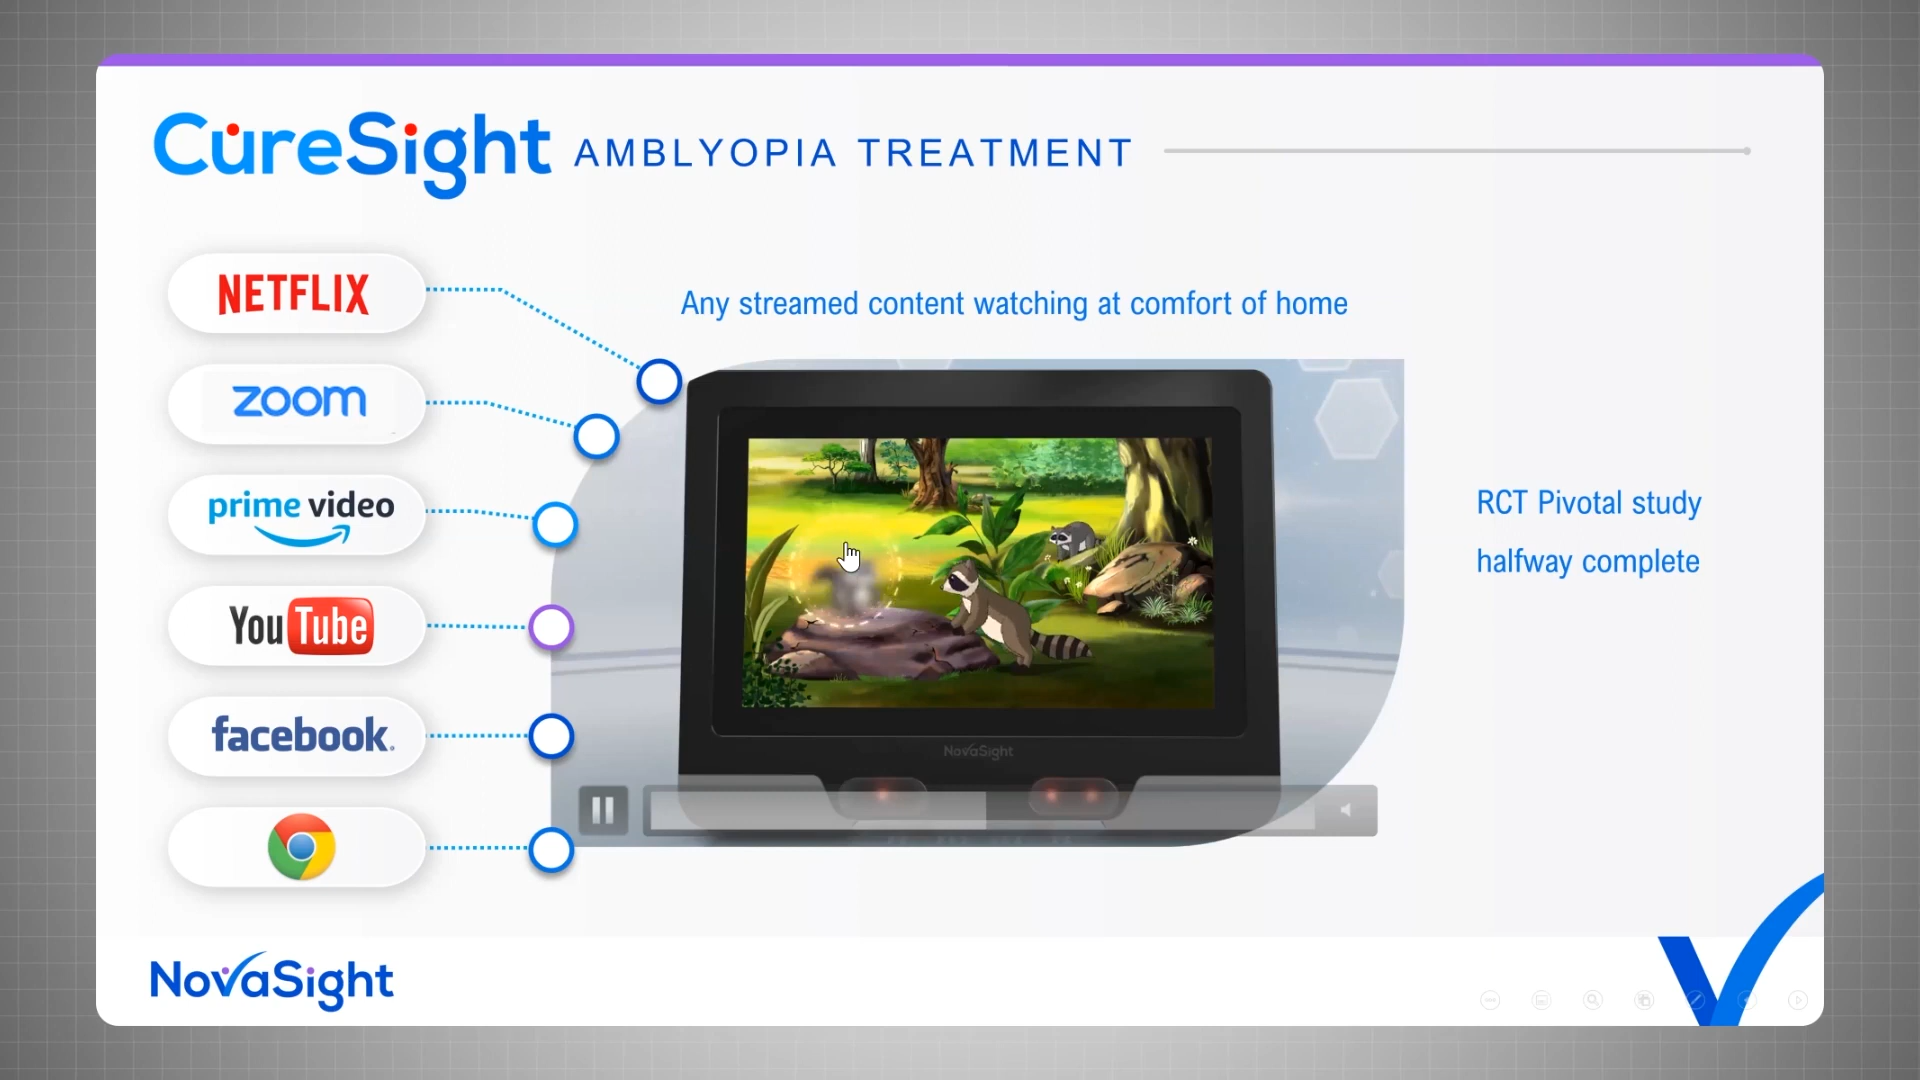 CureSight AMBLYOPIA TREATMENT
NETFLIX
zoom
prime video
YouTube
facebook
Any streamed content watching at comfort of home
NovaSight
RCT Pivotal study
halfway complete
NovaSight